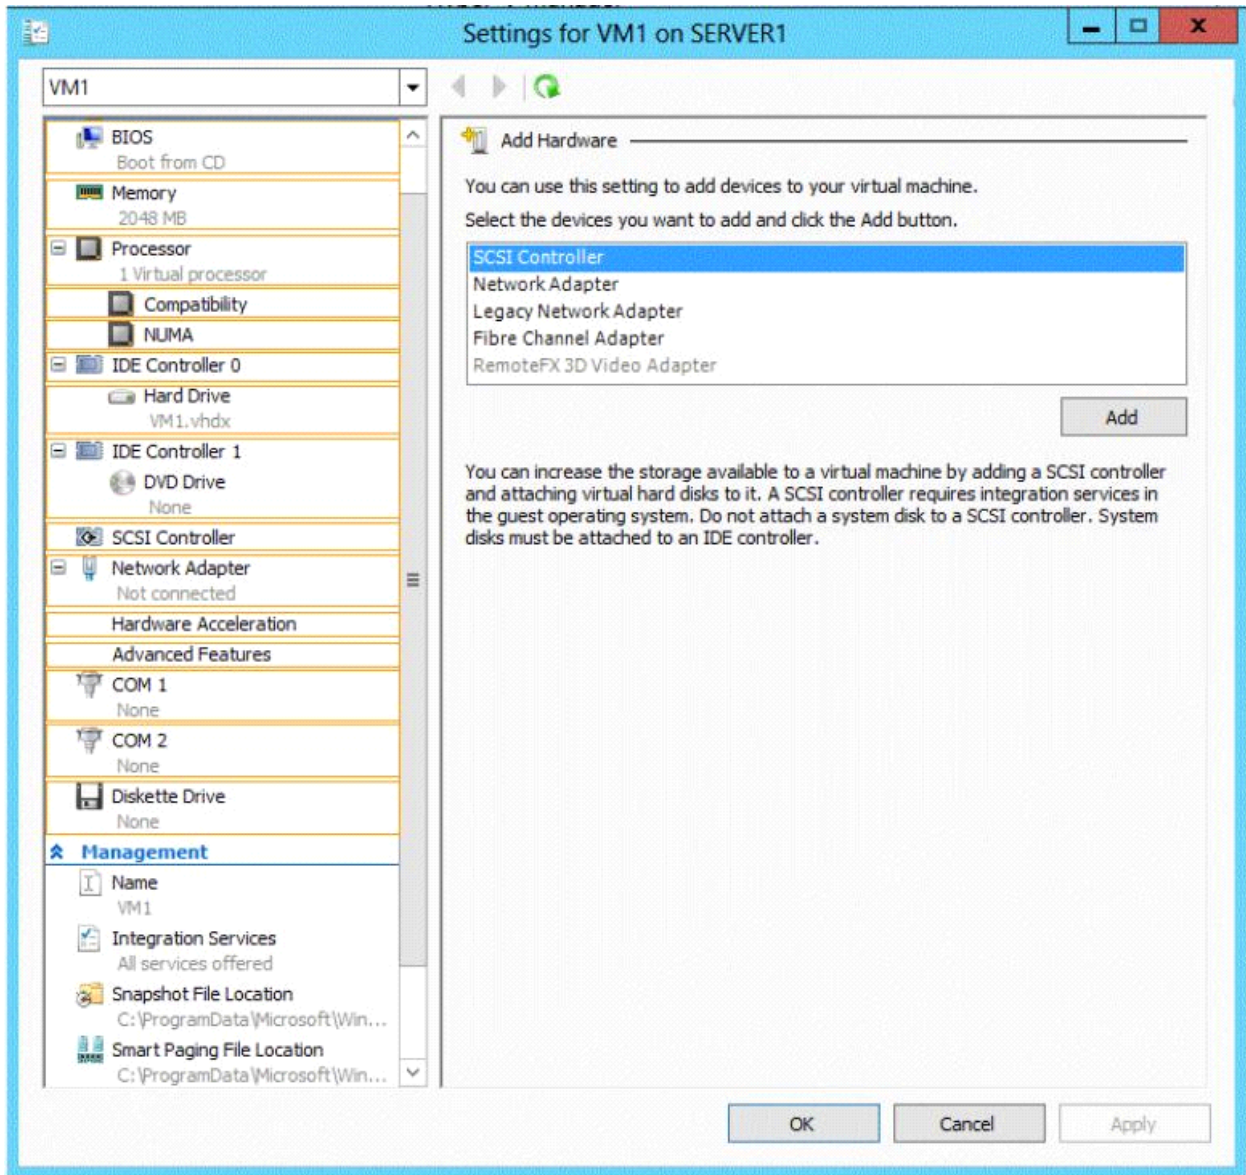 Settings for VM1 on SERVER1
VM1
BIOS
Boot from CD
Memory
2048 MB
Processor
1 Virtual processor
Compatibility
NUMA
IDE Controller 0
Hard Drive
VM1.vhdx
IDE Controller 1
DVD Drive
None
SCSI Controller
Network Adapter
Not connected
Hardware Acceleration
Advanced Features
COM 1
None
COM 2
None
Diskette Drive
None
Management
Name
VM1
Integration Services
All services offered
Snapshot File Location
C:\ProgramData\Microsoft\Win...
Smart Paging File Location
C:\ProgramData\Microsoft\Win...
Add Hardware
You can use this setting to add devices to your virtual machine.
Select the devices you want to add and click the Add button.
SCSI Controller
Network Adapter
Legacy Network Adapter
Fibre Channel Adapter
RemoteFX 3D Video Adapter
Add
You can increase the storage available to a virtual machine by adding a SCSI controller
and attaching virtual hard disks to it. A SCSI controller requires integration services in
the guest operating system. Do not attach a system disk to a SCSI controller. System
disks must be attached to an IDE controller.
OK
Cancel
Apply